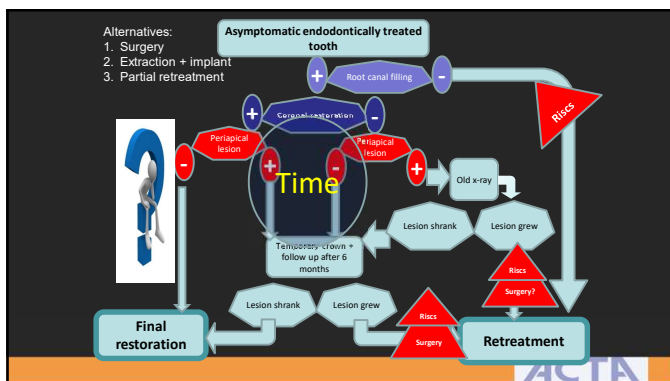 Alternatives:
1. Surgery
2. Extraction + implant
3. Partial retreatment
Asymptomatic endodontically treated
tooth
+
Root canal filling
-
Riscs
+
Coronal restoration
-
Periapical
lesion
-
+
Periapical
lesion
-
+
Time
Old x-ray
Lesion shrank
Lesion grew
Temporary crown +
follow up after 6
months
Riscs
Surgery?
Lesion shrank
Lesion grew
Riscs
Surgery
Final
restoration
Retreatment
ACTA